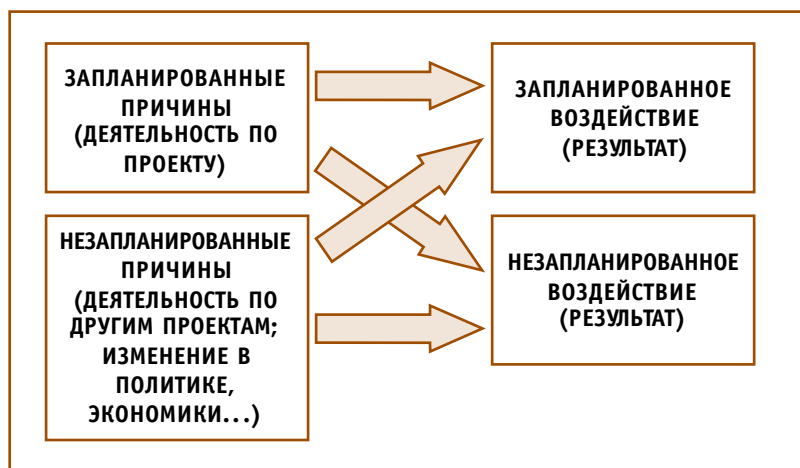 ЗАПЛАНИРОВАННЫЕ
ПРИЧИНЫ
(ДЕЯТЕЛЬНОСТЬ ПО
ПРОЕКТУ)
ЗАПЛАНИРОВАННОЕ
ВОЗДЕЙСТВИЕ
(РЕЗУЛЬТАТ)
НЕЗАПЛАНИРОВАННЫЕ
ПРИЧИНЫ
(ДЕЯТЕЛЬНОСТЬ ПО
ДРУГИМ ПРОЕКТАМ;
ИЗМЕНЕНИЕ В
ПОЛИТИКЕ,
ЭКОНОМИКИ...)
НЕЗАПЛАНИРОВАННОЕ
ВОЗДЕЙСТВИЕ
(РЕЗУЛЬТАТ)